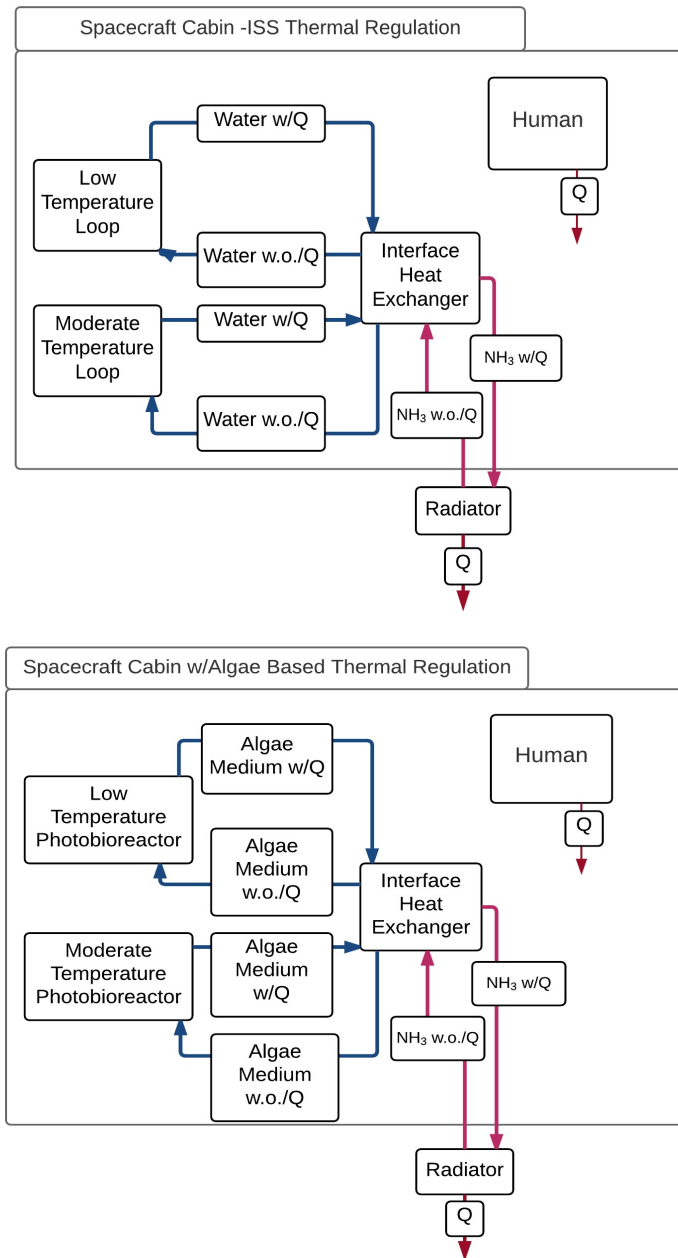 Spacecraft Cabin -ISS Thermal Regulation
Water w/Q
Human
Low
Temperature
Loop
Q
Water w.o./Q
Interface
Heat
Exchanger
Moderate
Temperature
Loop
Water w/Q
NH₃ w/Q
Water w.o./Q
NH₃ w.o./Q
Radiator
Q
Spacecraft Cabin w/Algae Based Thermal Regulation
Algae
Medium w/Q
Human
Low
Temperature
Photobioreactor
Q
Algae
Medium
w.o./Q
Interface
Heat
Exchanger
Moderate
Temperature
Photobioreactor
Algae
Medium
w/Q
NH₃ w/Q
NH₃ w.o./Q
Algae
Medium
w.o./Q
Radiator
Q